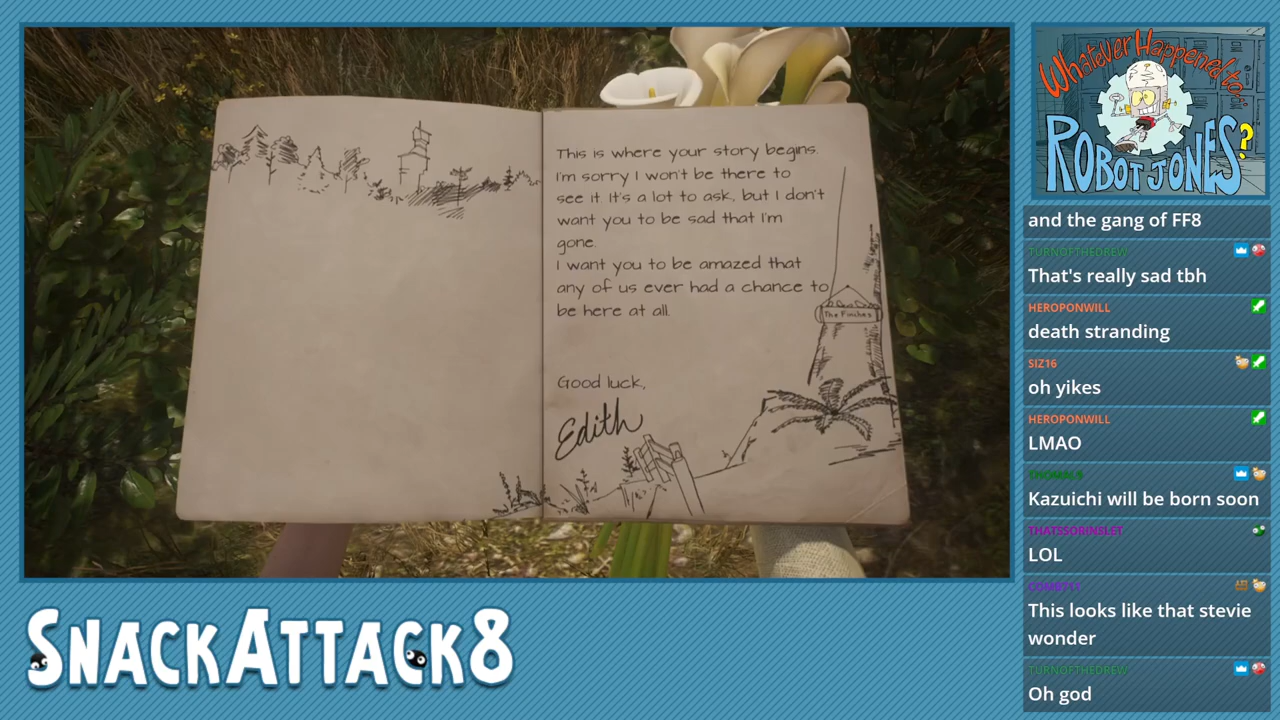 This is where your story begins.
I'm sorry I won't be there to
see it. It's a lot to ask, but I don't
want you to be sad that I'm
gone.
I want you to be amazed that
any of us ever had a chance to
be here at all.
The Finches
Good luck,
Edith
SNACKATTACK8
Whatever Happened to...
ROBOT JONES?
and the gang of FF8
TURNOFTHEDREW
That's really sad tbh
HEROPONWILL
death stranding
SIZ16
oh yikes
HEROPONWILL
LMAO
Kazuichi will be born soon
THATSSORINSLET
LOL
This looks like that stevie
wonder
TURNOFTHEDREW
Oh god